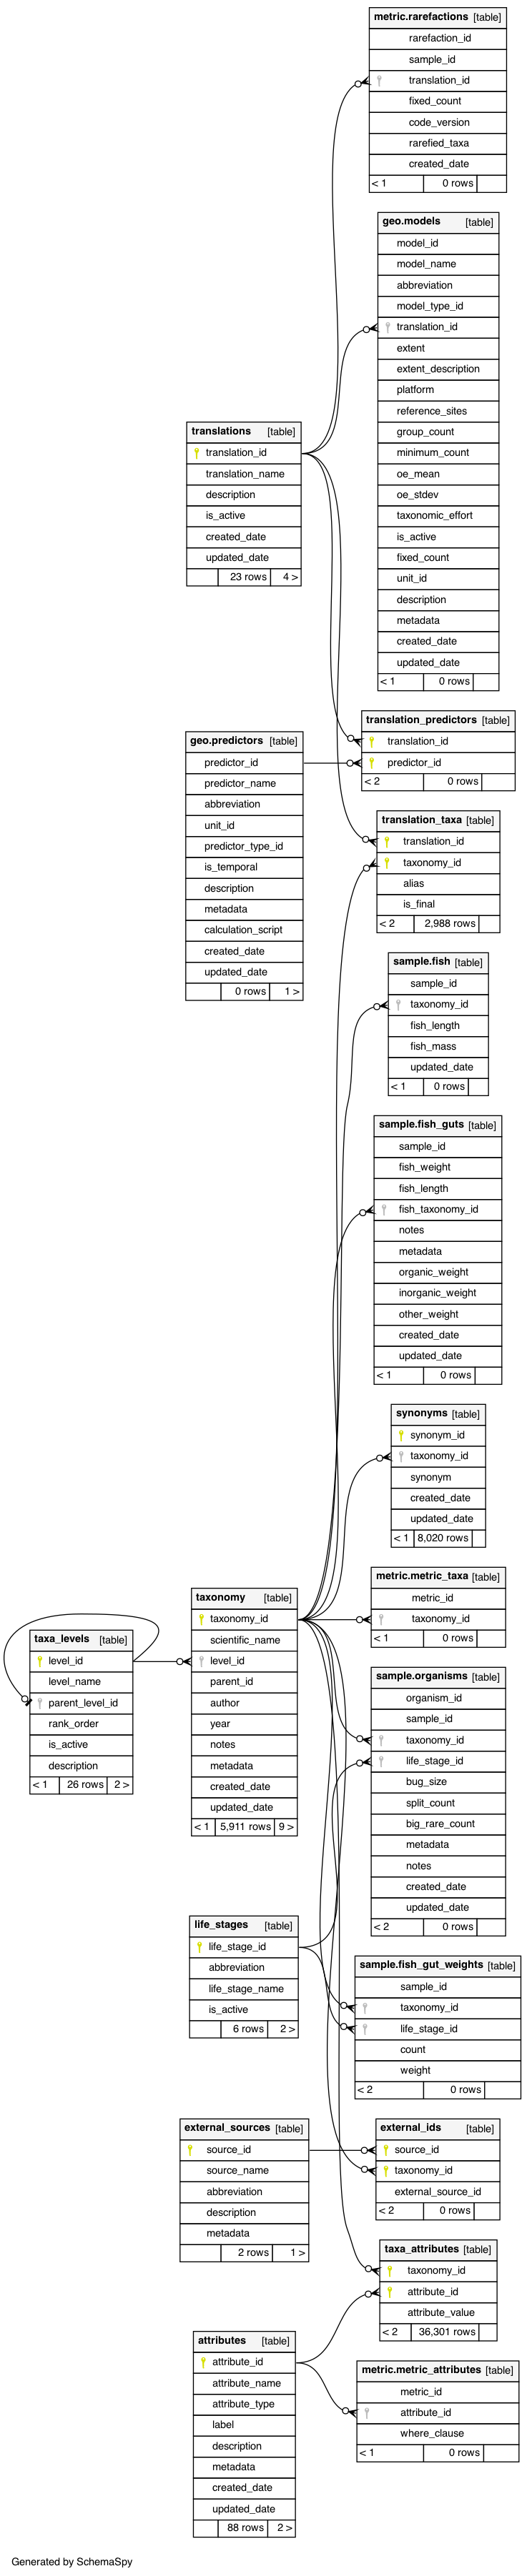 metric.rarefactions [table]
rarefaction_id
sample_id
translation_id
fixed_count
code_version
rarefied_taxa
created_date
< 1 0 rows
geo.models [table]
model_id
model_name
abbreviation
model_type_id
translation_id
extent
extent_description
platform
reference_sites
group_count
minimum_count
oe_mean
oe_stdev
taxonomic_effort
is_active
fixed_count
unit_id
description
metadata
created_date
updated_date
< 1 0 rows
translations [table]
translation_id
translation_name
description
is_active
created_date
updated_date
23 rows 4 >
translation_predictors [table]
translation_id
predictor_id
< 2 0 rows
geo.predictors [table]
predictor_id
predictor_name
abbreviation
unit_id
predictor_type_id
is_temporal
description
metadata
calculation_script
created_date
updated_date
0 rows 1 >
translation_taxa [table]
translation_id
taxonomy_id
alias
is_final
< 2 2,988 rows
sample.fish [table]
sample_id
taxonomy_id
fish_length
fish_mass
updated_date
< 1 0 rows
sample.fish_guts [table]
sample_id
fish_weight
fish_length
fish_taxonomy_id
notes
metadata
organic_weight
inorganic_weight
other_weight
created_date
updated_date
< 1 0 rows
synonyms [table]
synonym_id
taxonomy_id
synonym
created_date
updated_date
< 1 8,020 rows
metric.metric_taxa [table]
metric_id
taxonomy_id
< 1 0 rows
taxonomy [table]
taxonomy_id
scientific_name
level_id
parent_id
author
year
notes
metadata
created_date
updated_date
< 1 5,911 rows 9 >
taxa_levels [table]
level_id
level_name
parent_level_id
rank_order
is_active
description
< 1 26 rows 2 >
sample.organisms [table]
organism_id
sample_id
taxonomy_id
life_stage_id
bug_size
split_count
big_rare_count
metadata
notes
created_date
updated_date
< 2 0 rows
life_stages [table]
life_stage_id
abbreviation
life_stage_name
is_active
6 rows 2 >
sample.fish_gut_weights [table]
sample_id
taxonomy_id
life_stage_id
count
weight
< 2 0 rows
external_sources [table]
source_id
source_name
abbreviation
description
metadata
2 rows 1 >
external_ids [table]
source_id
taxonomy_id
external_source_id
< 2 0 rows
taxa_attributes [table]
taxonomy_id
attribute_id
attribute_value
< 2 36,301 rows
attributes [table]
attribute_id
attribute_name
attribute_type
label
description
metadata
created_date
updated_date
88 rows 2 >
metric.metric_attributes [table]
metric_id
attribute_id
where_clause
< 1 0 rows
Generated by SchemaSpy